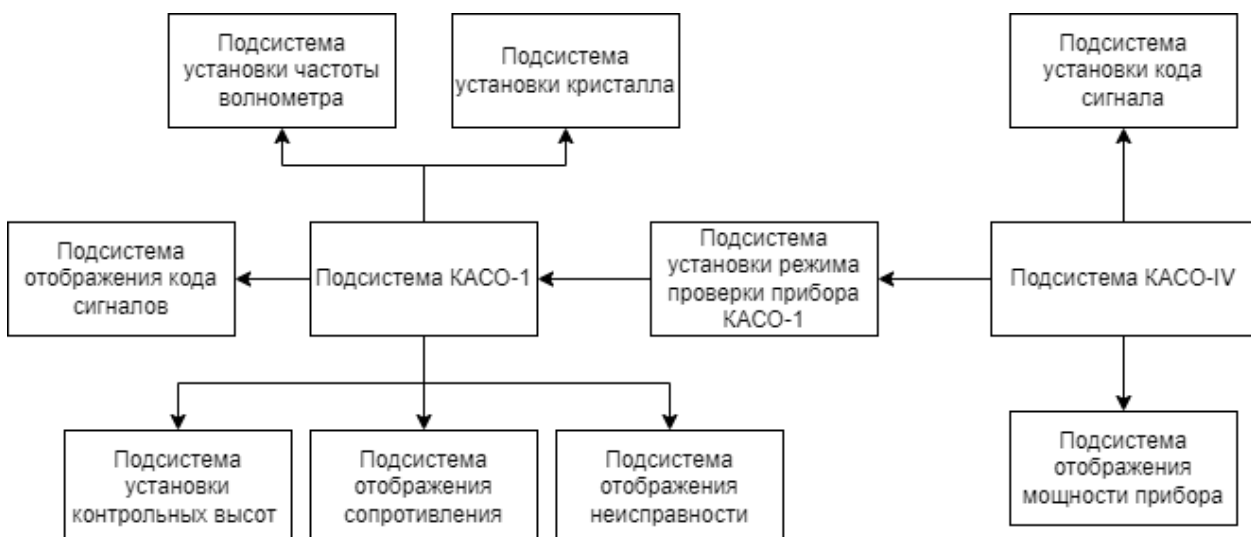 Подсистема
установки частоты
волнометра
Подсистема
установки кристалла
Подсистема
установки кода
сигнала
Подсистема
отображения кода
сигналов
Подсистема КАСО-1
Подсистема
установки режима
проверки прибора
КАСО-1
Подсистема КАСО-IV
Подсистема
установки
контрольных высот
Подсистема
отображения
сопротивления
Подсистема
отображения
неисправности
Подсистема
отображения
мощности прибора